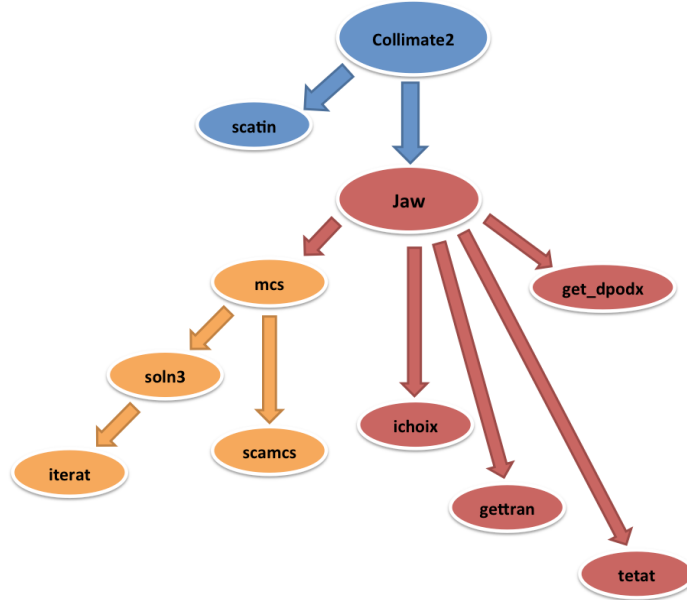 Collimate2
scatin
Jaw
mcs
get_dpodx
soln3
ichoix
scamcs
iterat
gettran
tetat